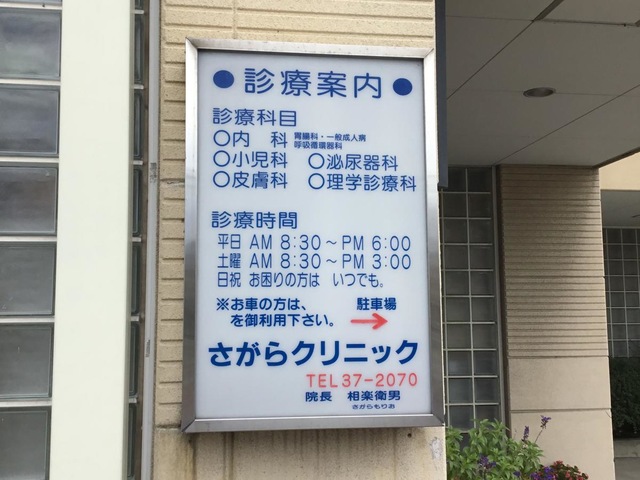 ●診療案内●
診療科目
○内科 胃腸科・一般成人病
呼吸循環器科
○小児科 ○泌尿器科
○皮膚科 ○理学診療科
診療時間
平日 AM 8:30～PM 6:00
土曜 AM 8:30～PM 3:00
日祝 お困りの方は いつでも。
※お車の方は、 駐車場
を御利用下さい。 →
さがらクリニック
TEL37-2070
院長 相楽衛男
さがらもりお